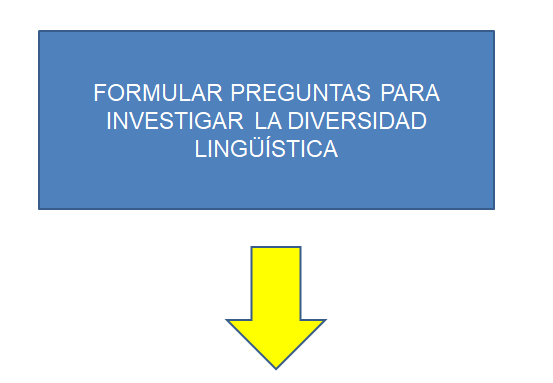 FORMULAR PREGUNTAS PARA
INVESTIGAR LA DIVERSIDAD
LINGÜÍSTICA